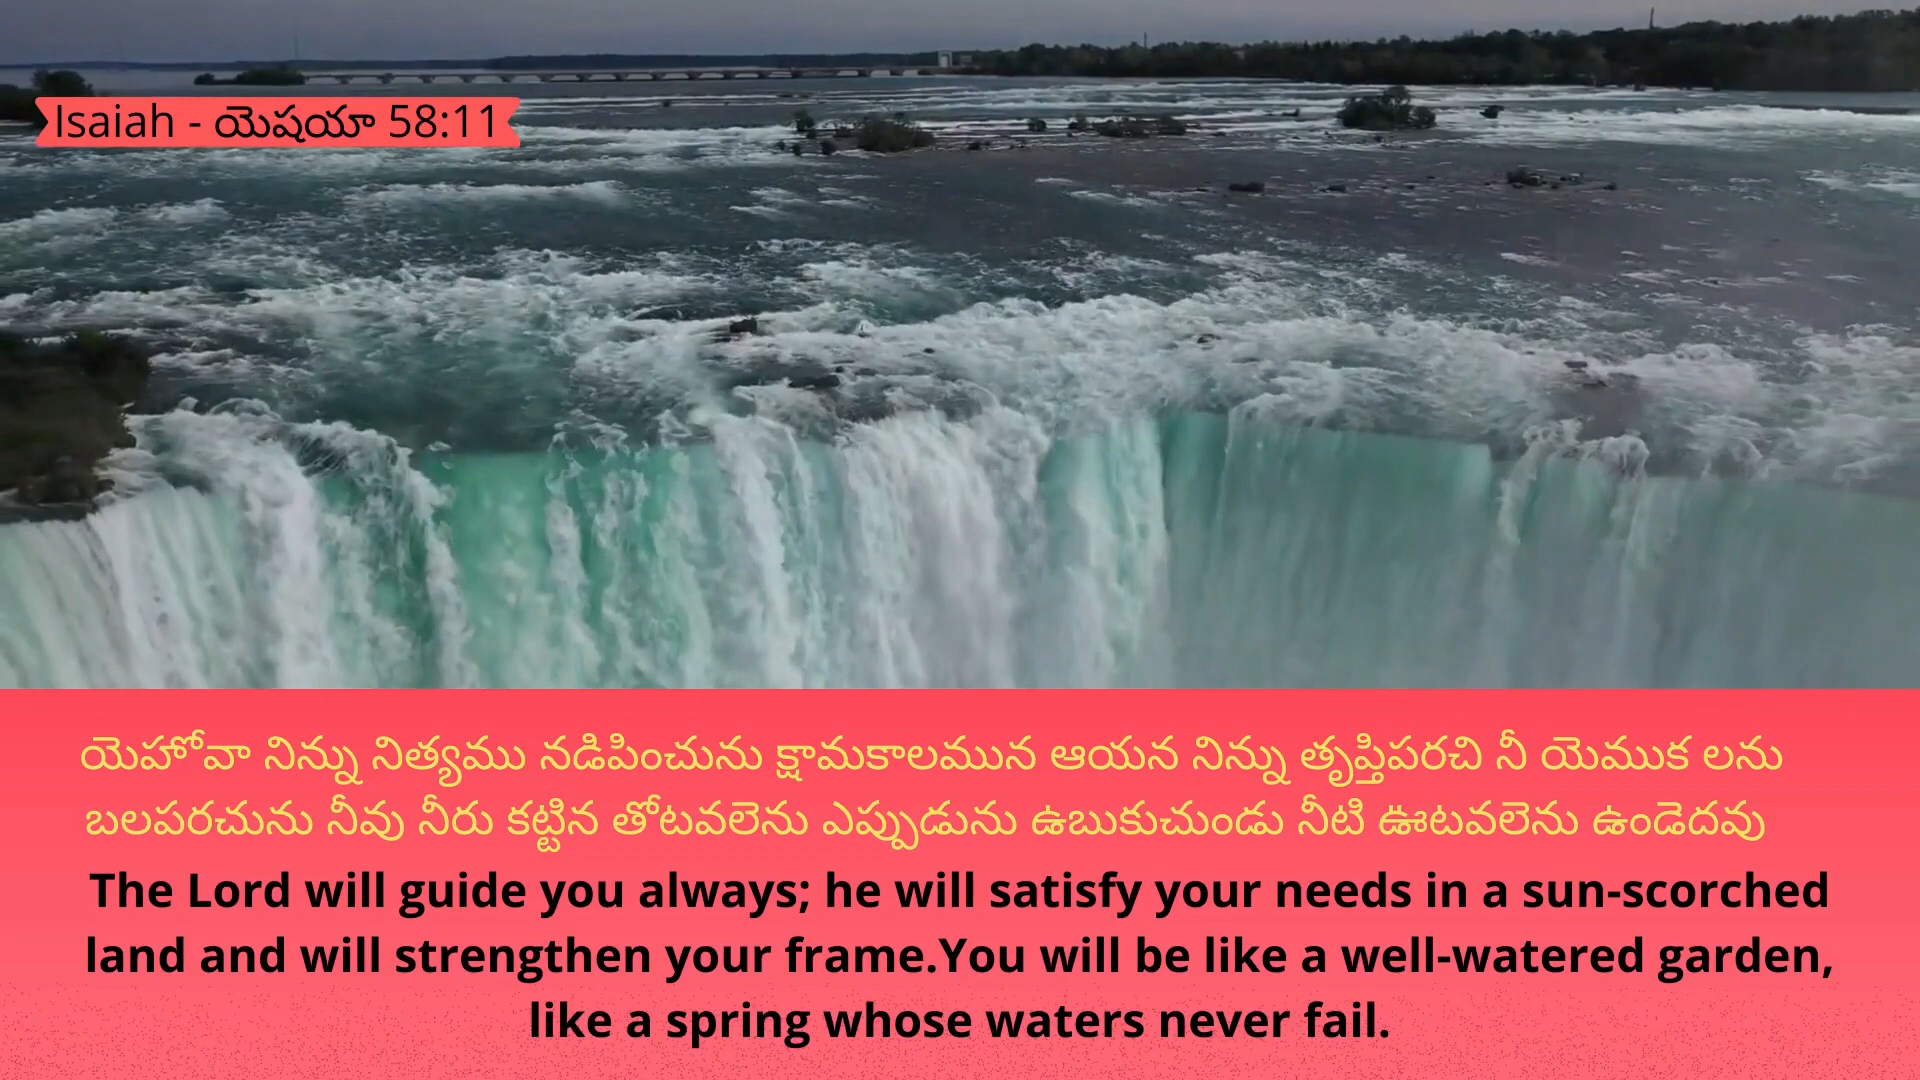 Isaiah - యెషయా 58:11
యెహోవా నిన్ను నిత్యము నడిపించును క్షామకాలమున ఆయన నిన్ను తృప్తిపరచి నీ యెముక లను
బలపరచును నీవు నీరు కట్టిన తోటవలెను ఎప్పుడును ఉబుకుచుండు నీటి ఊటవలెను ఉండెదవు
The Lord will guide you always; he will satisfy your needs in a sun-scorched
land and will strengthen your frame.You will be like a well-watered garden,
like a spring whose waters never fail.